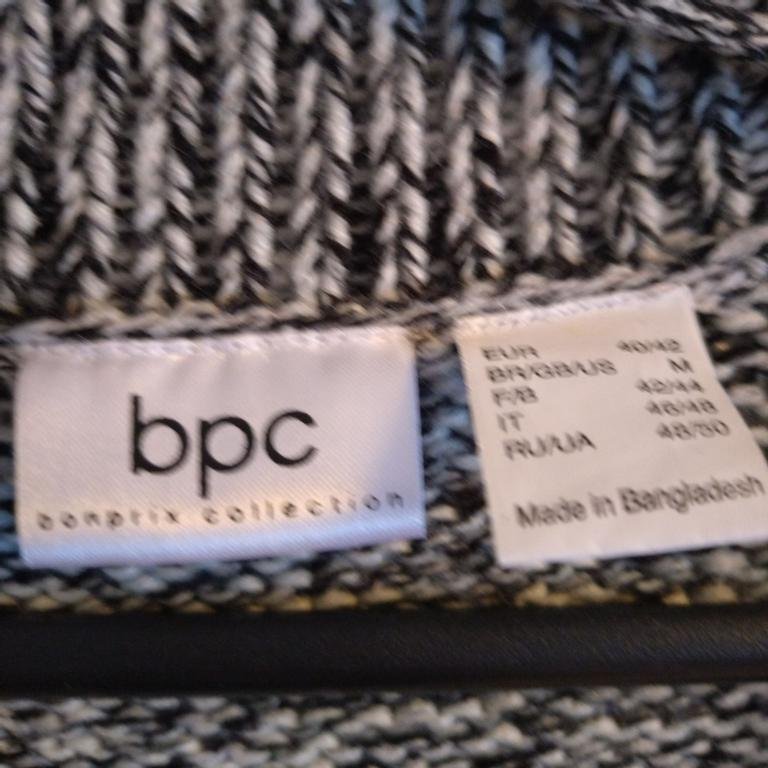 bpc
bonprix collection
EUR 40/42
BR/GB/US M
F/B 42/44
IT 46/48
RU/UA 48/50
Made in Bangladesh